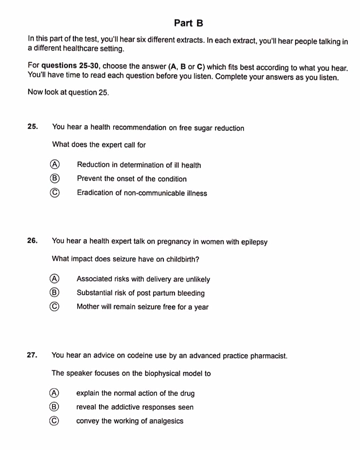 Part B
In this part of the test, you'll hear six different extracts. In each extract, you'll hear people talking in
a different healthcare setting.
For questions 25-30, choose the answer (A, B or C) which fits best according to what you hear.
You'll have time to read each question before you listen. Complete your answers as you listen.
Now look at question 25.
25. You hear a health recommendation on free sugar reduction
What does the expert call for
A Reduction in determination of ill health
B Prevent the onset of the condition
C Eradication of non-communicable illness
26. You hear a health expert talk on pregnancy in women with epilepsy
What impact does seizure have on childbirth?
A Associated risks with delivery are unlikely
B Substantial risk of post partum bleeding
C Mother will remain seizure free for a year
27. You hear an advice on codeine use by an advanced practice pharmacist.
The speaker focuses on the biophysical model to
A explain the normal action of the drug
B reveal the addictive responses seen
C convey the working of analgesics